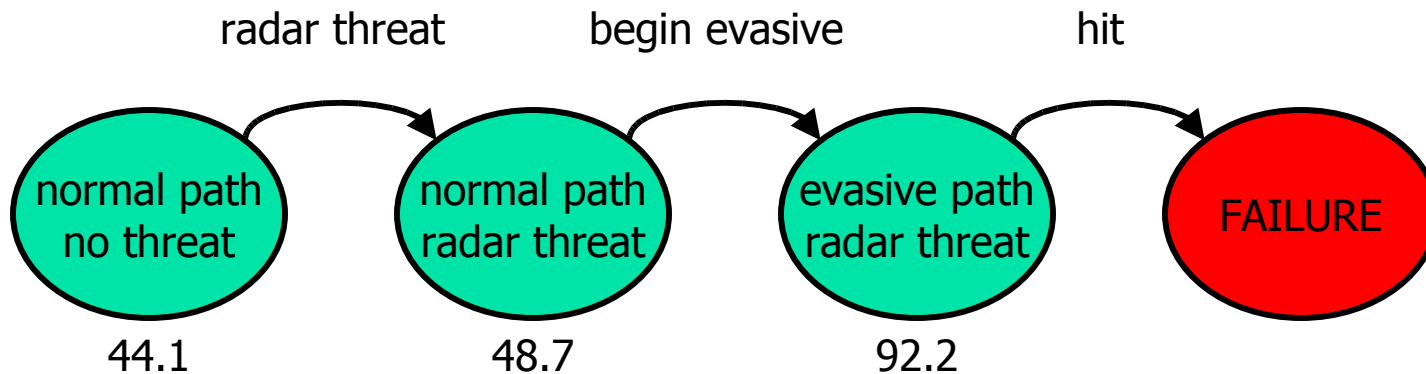 radar threat
begin evasive
hit
normal path
no threat
normal path
radar threat
evasive path
radar threat
FAILURE
44.1
48.7
92.2